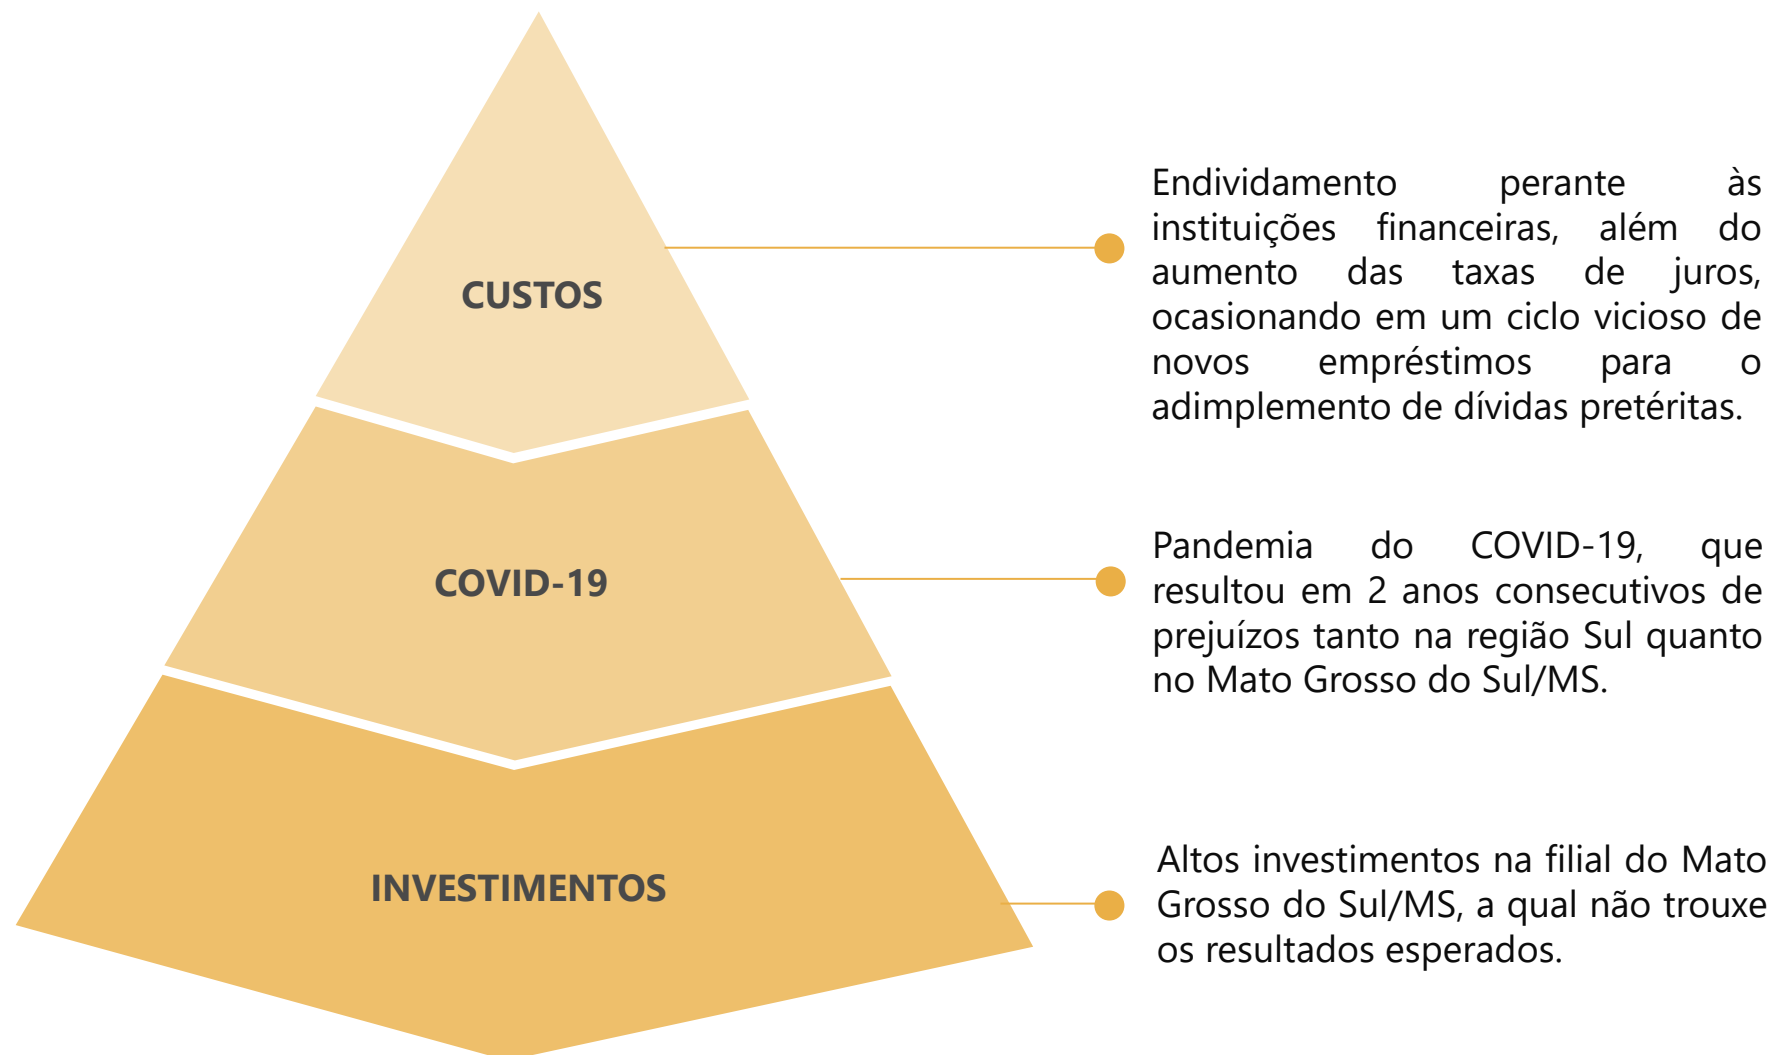 CUSTOS
Endividamento perante às
instituições financeiras, além do
aumento das taxas de juros,
ocasionando em um ciclo vicioso de
novos empréstimos para o
adimplemento de dívidas pretéritas.
COVID-19
Pandemia do COVID-19, que
resultou em 2 anos consecutivos de
prejuízos tanto na região Sul quanto
no Mato Grosso do Sul/MS.
INVESTIMENTOS
Altos investimentos na filial do Mato
Grosso do Sul/MS, a qual não trouxe
os resultados esperados.